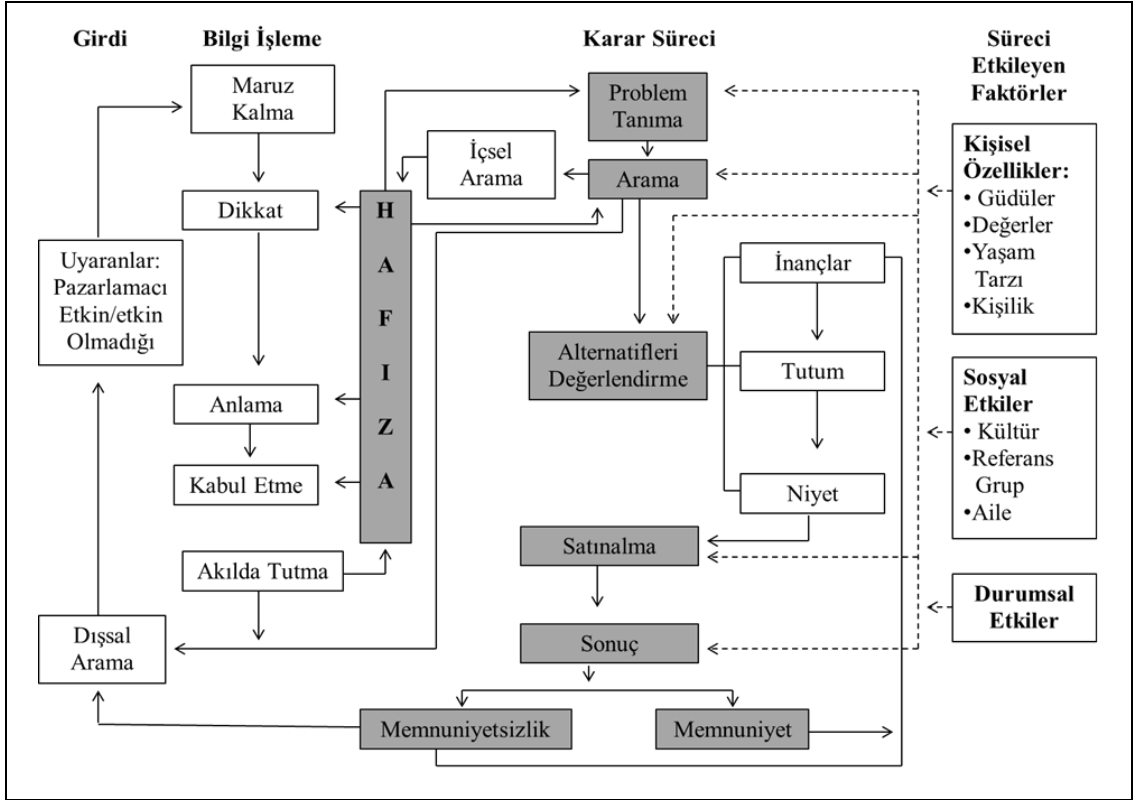 Girdi
Bilgi İşleme
Karar Süreci
Süreci
Etkileyen
Faktörler
Maruz
Kalma
Dikkat
Uyaranlar:
Pazarlamacı
Etkin/etkin
Olmadığı
Anlama
Kabul Etme
Akılda Tutma
Dışsal
Arama
H
A
F
I
Z
A
İçsel
Arama
Problem
Tanıma
Arama
Alternatifleri
Değerlendirme
İnançlar
Tutum
Niyet
Satınalma
Sonuç
Memnuniyetsizlik
Memnuniyet
Kişisel
Özellikler:
• Güdüler
•Değerler
•Yaşam
Tarzı
•Kişilik
Sosyal
Etkiler
• Kültür
•Referans
Grup
•Aile
Durumsal
Etkiler